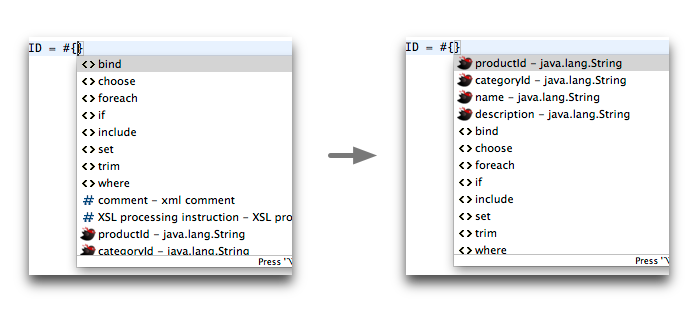 ID = #{}
bind
choose
foreach
if
include
set
trim
where
# comment - xml comment
# XSL processing instruction - XSL pro
productId - java.lang.String
categoryId - java.lang.String
Press '⌥
ID = #{}
productId - java.lang.String
categoryId - java.lang.String
name - java.lang.String
description - java.lang.String
bind
choose
foreach
if
include
set
trim
where
Press '⌥